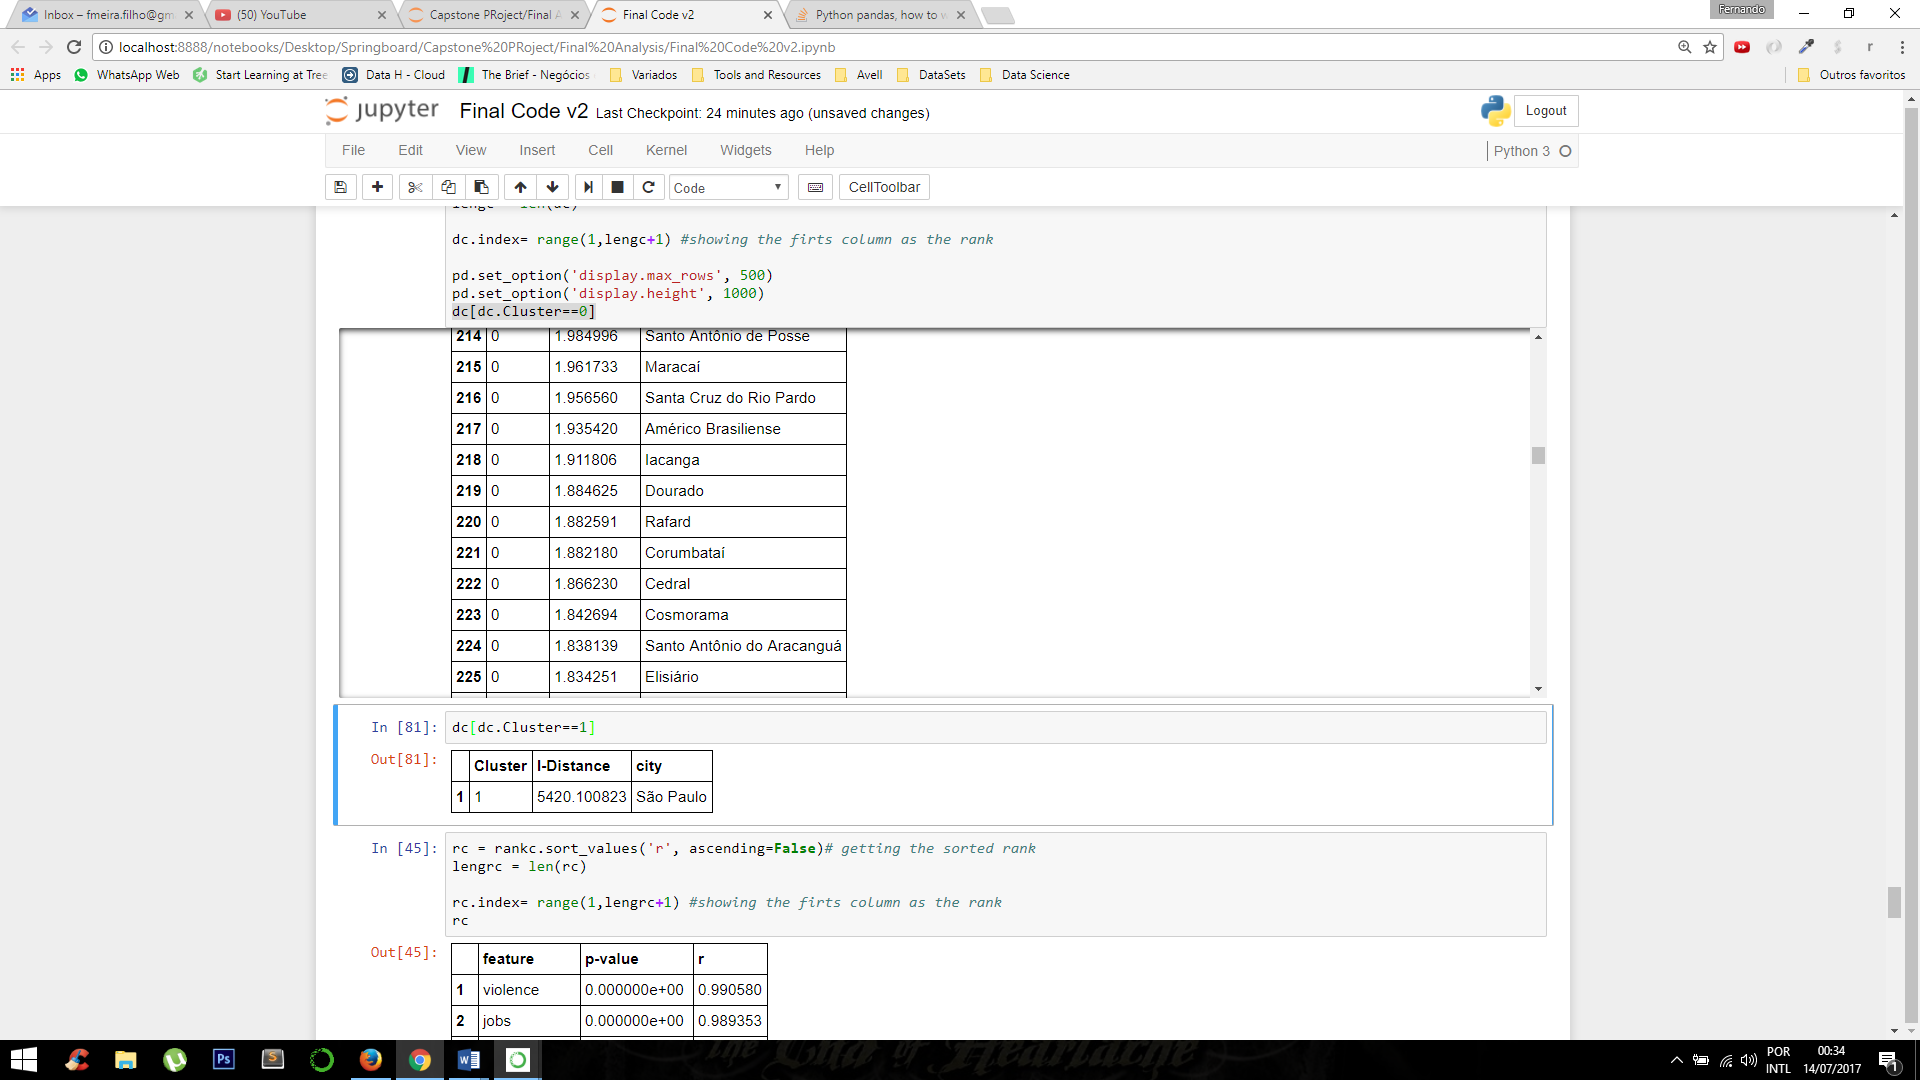 Inbox – fmeira.filho@gm
(50) YouTube
Capstone PRoject/Final A
Final Code v2
Python pandas, how to w
Fernando
localhost:8888/notebooks/Desktop/Springboard/Capstone%20PRoject/Final%20Analysis/Final%20Code%20v2.ipynb
Apps
WhatsApp Web
Start Learning at Tree
Data H - Cloud
The Brief - Negócios
Variados
Tools and Resources
Avell
DataSets
Data Science
Outros favoritos
jupyter Final Code v2 Last Checkpoint: 24 minutes ago (unsaved changes)
Logout
File Edit View Insert Cell Kernel Widgets Help
Python 3
Code
CellToolbar
lengc = len(dc)
dc.index= range(1,lengc+1) #showing the firts column as the rank
pd.set_option('display.max_rows', 500)
pd.set_option('display.height', 1000)
dc[dc.Cluster==0]
214 0 1.984996 Santo Antônio de Posse
215 0 1.961733 Maracaí
216 0 1.956560 Santa Cruz do Rio Pardo
217 0 1.935420 Américo Brasiliense
218 0 1.911806 Iacanga
219 0 1.884625 Dourado
220 0 1.882591 Rafard
221 0 1.882180 Corumbataí
222 0 1.866230 Cedral
223 0 1.842694 Cosmorama
224 0 1.838139 Santo Antônio do Aracanguá
225 0 1.834251 Elisiário
In [81]: dc[dc.Cluster==1]
Out[81]:
Cluster I-Distance city
1 1 5420.100823 São Paulo
In [45]: rc = rankc.sort_values('r', ascending=False)# getting the sorted rank
lengrc = len(rc)
rc.index= range(1,lengrc+1) #showing the firts column as the rank
rc
Out[45]:
feature p-value r
1 violence 0.000000e+00 0.990580
2 jobs 0.000000e+00 0.989353
Ps
S
W
The End of Heartache
POR
INTL
00:34
14/07/2017
1